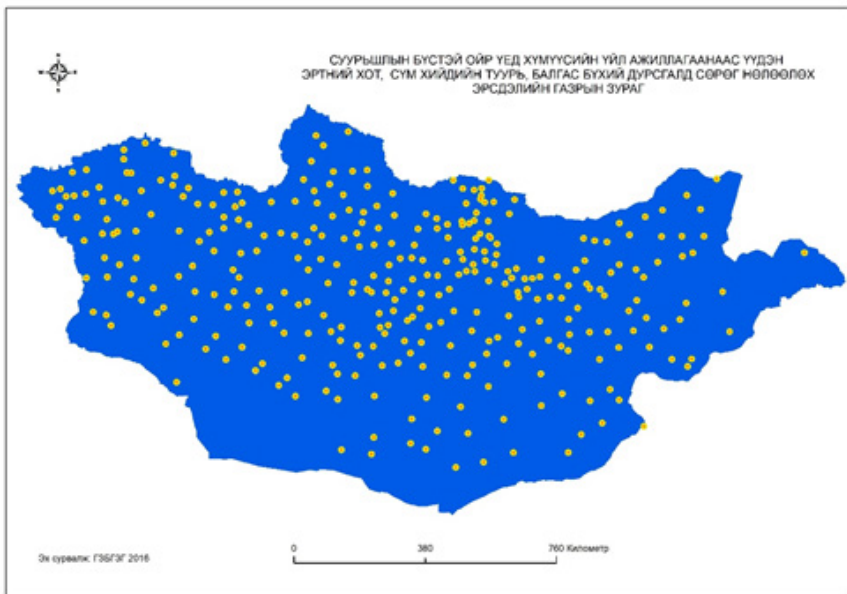 СУУРЬШЛЫН БҮСТЭЙ ОЙР ҮЕД ХҮМҮҮСИЙН ҮЙЛ АЖИЛЛАГААНААС ҮҮДЭН
ЭРТНИЙ ХОТ, СҮМ ХИЙДИЙН ТУУРЬ, БАЛГАС БҮХИЙ ДУРСГАЛД СӨРӨГ НӨЛӨӨЛӨХ
ЭРСДЭЛИЙН ГАЗРЫН ЗУРАГ
0 380 760 Километр
Эх сурвалж: ГЗБГЗГ 2016